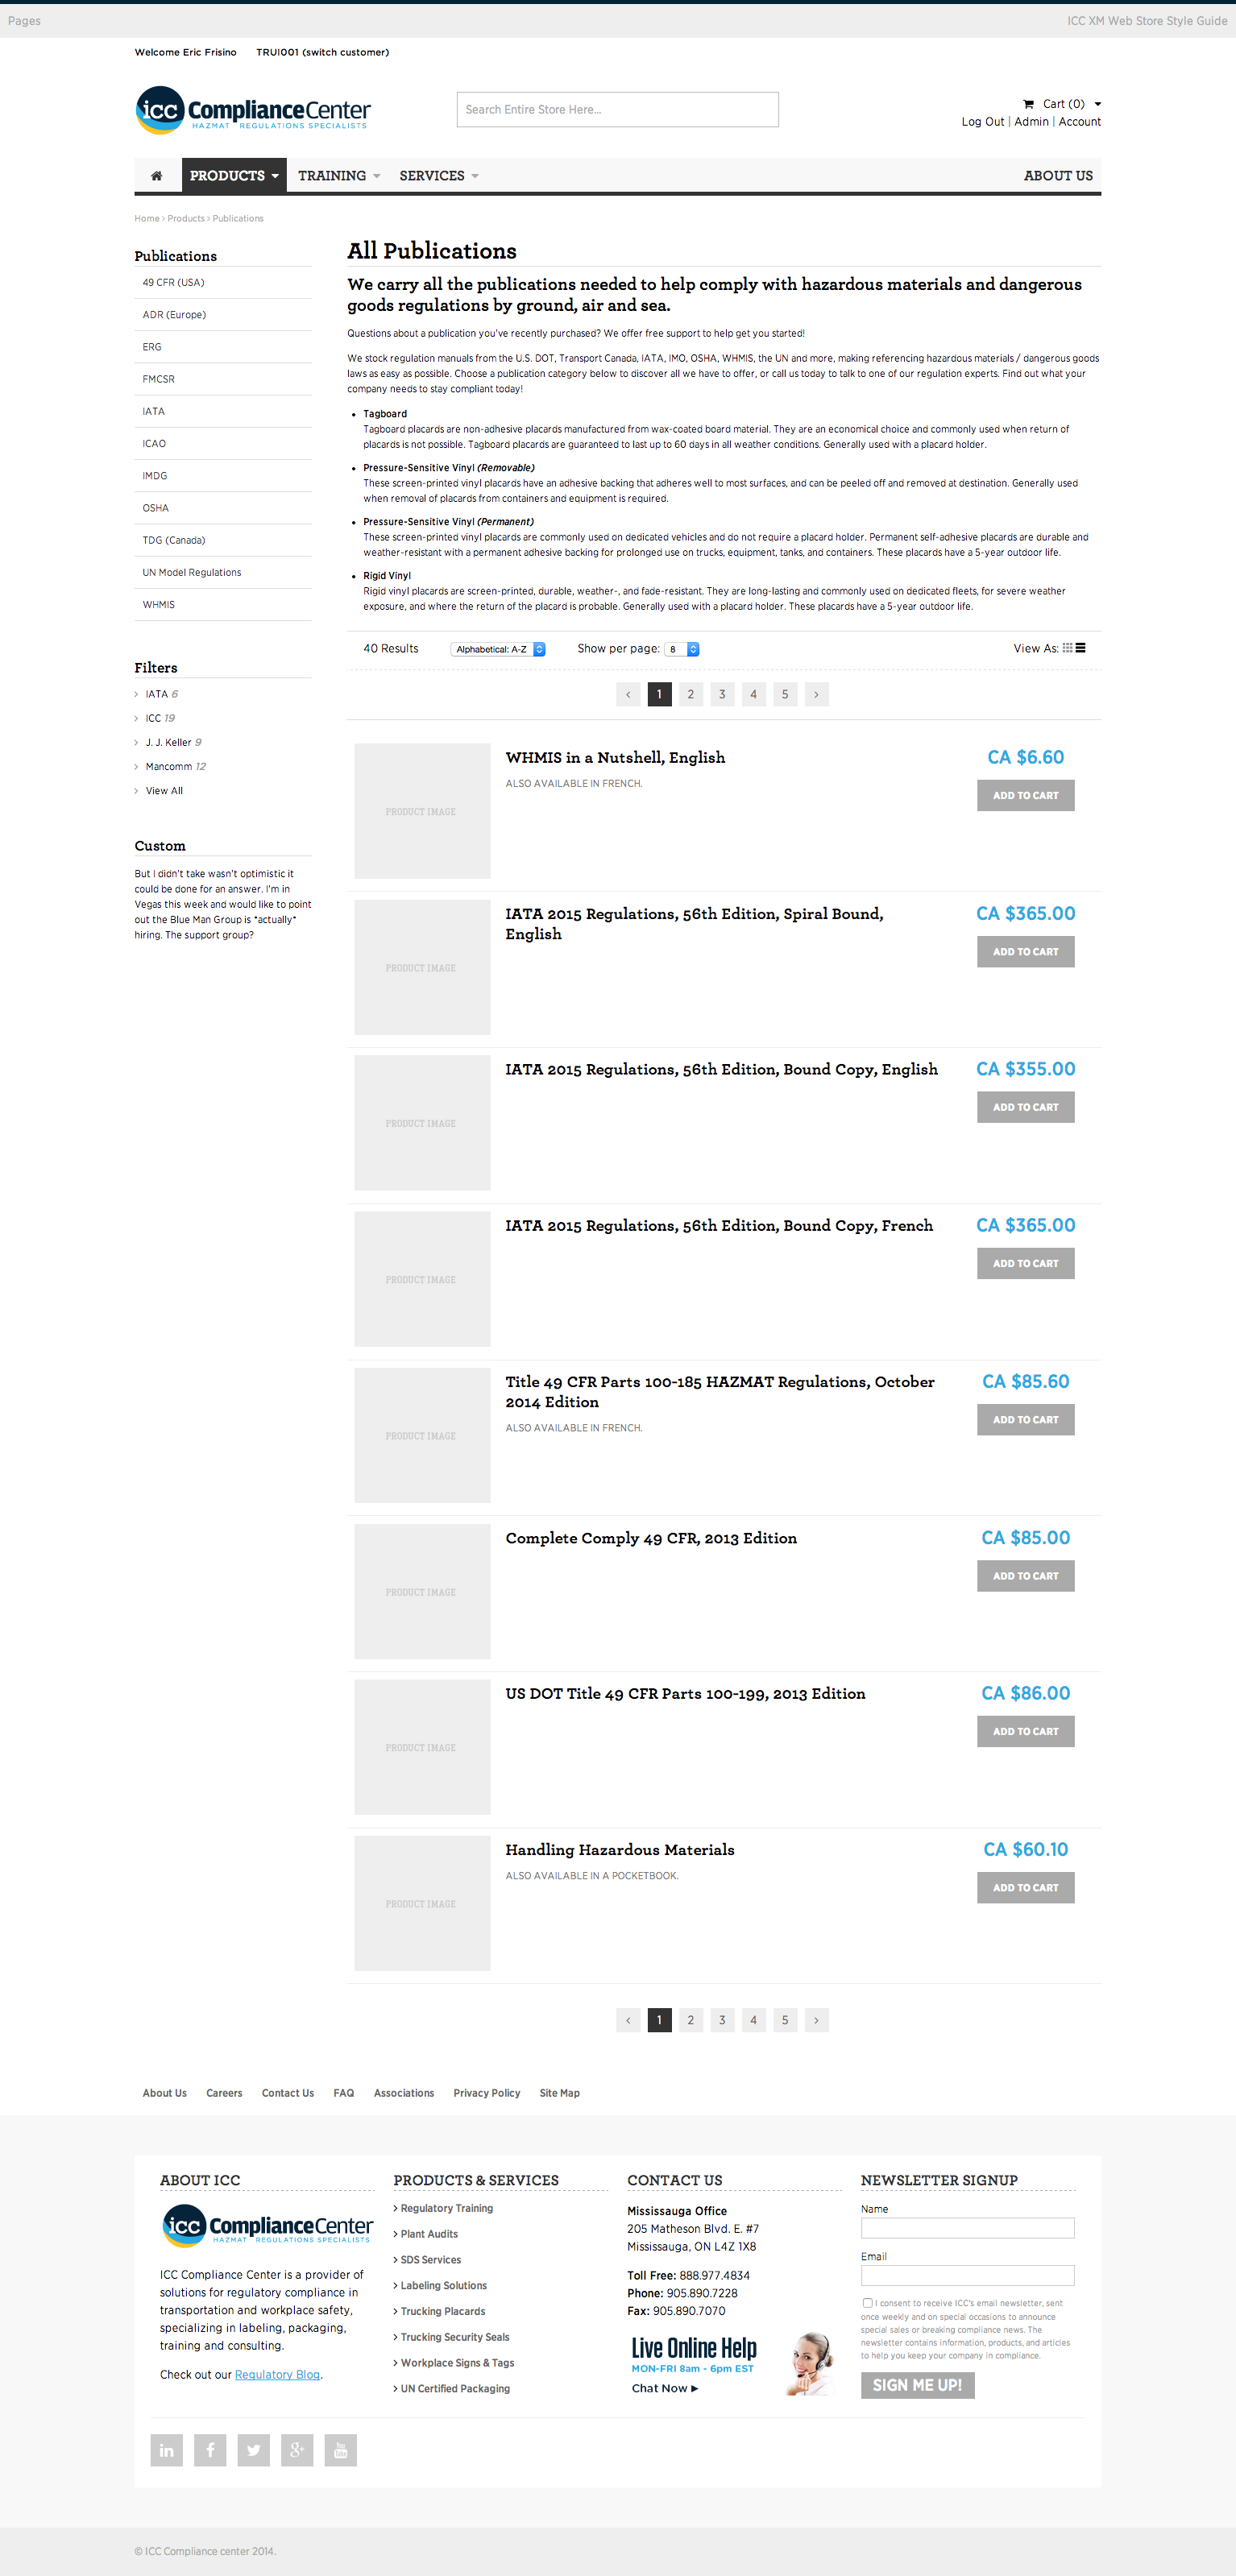 Pages
ICC XM Web Store Style Guide
Welcome Eric Frisino TRUI001 (switch customer)
icc ComplianceCenter
HAZMAT REGULATIONS SPECIALISTS
Search Entire Store Here...
Cart (0)
Log Out | Admin | Account
PRODUCTS TRAINING SERVICES ABOUT US
Home › Products › Publications
Publications
49 CFR (USA)
ADR (Europe)
ERG
FMCSR
IATA
ICAO
IMDG
OSHA
TDG (Canada)
UN Model Regulations
WHMIS
Filters
› IATA 6
› ICC 19
› J. J. Keller 9
› Mancomm 12
› View All
Custom
But I didn't take wasn't optimistic it
could be done for an answer. I'm in
Vegas this week and would like to point
out the Blue Man Group is *actually*
hiring. The support group?
All Publications
We carry all the publications needed to help comply with hazardous materials and dangerous
goods regulations by ground, air and sea.
Questions about a publication you've recently purchased? We offer free support to help get you started!
We stock regulation manuals from the U.S. DOT, Transport Canada, IATA, IMO, OSHA, WHMIS, the UN and more, making referencing hazardous materials / dangerous goods
laws as easy as possible. Choose a publication category below to discover all we have to offer, or call us today to talk to one of our regulation experts. Find out what your
company needs to stay compliant today!
• Tagboard
Tagboard placards are non-adhesive placards manufactured from wax-coated board material. They are an economical choice and commonly used when return of
placards is not possible. Tagboard placards are guaranteed to last up to 60 days in all weather conditions. Generally used with a placard holder.
• Pressure-Sensitive Vinyl (Removable)
These screen-printed vinyl placards have an adhesive backing that adheres well to most surfaces, and can be peeled off and removed at destination. Generally used
when removal of placards from containers and equipment is required.
• Pressure-Sensitive Vinyl (Permanent)
These screen-printed vinyl placards are commonly used on dedicated vehicles and do not require a placard holder. Permanent self-adhesive placards are durable and
weather-resistant with a permanent adhesive backing for prolonged use on trucks, equipment, tanks, and containers. These placards have a 5-year outdoor life.
• Rigid Vinyl
Rigid vinyl placards are screen-printed, durable, weather-, and fade-resistant. They are long-lasting and commonly used on dedicated fleets, for severe weather
exposure, and where the return of the placard is probable. Generally used with a placard holder. These placards have a 5-year outdoor life.
40 Results Alphabetical: A-Z Show per page: 8 View As:
‹ 1 2 3 4 5 ›
PRODUCT IMAGE
WHMIS in a Nutshell, English
ALSO AVAILABLE IN FRENCH.
CA $6.60
ADD TO CART
PRODUCT IMAGE
IATA 2015 Regulations, 56th Edition, Spiral Bound,
English
CA $365.00
ADD TO CART
PRODUCT IMAGE
IATA 2015 Regulations, 56th Edition, Bound Copy, English
CA $355.00
ADD TO CART
PRODUCT IMAGE
IATA 2015 Regulations, 56th Edition, Bound Copy, French
CA $365.00
ADD TO CART
PRODUCT IMAGE
Title 49 CFR Parts 100-185 HAZMAT Regulations, October
2014 Edition
ALSO AVAILABLE IN FRENCH.
CA $85.60
ADD TO CART
PRODUCT IMAGE
Complete Comply 49 CFR, 2013 Edition
CA $85.00
ADD TO CART
PRODUCT IMAGE
US DOT Title 49 CFR Parts 100-199, 2013 Edition
CA $86.00
ADD TO CART
PRODUCT IMAGE
Handling Hazardous Materials
ALSO AVAILABLE IN A POCKETBOOK.
CA $60.10
ADD TO CART
‹ 1 2 3 4 5 ›
About Us Careers Contact Us FAQ Associations Privacy Policy Site Map
ABOUT ICC
icc ComplianceCenter
HAZMAT REGULATIONS SPECIALISTS
ICC Compliance Center is a provider of
solutions for regulatory compliance in
transportation and workplace safety,
specializing in labeling, packaging,
training and consulting.
Check out our Regulatory Blog.
PRODUCTS & SERVICES
› Regulatory Training
› Plant Audits
› SDS Services
› Labeling Solutions
› Trucking Placards
› Trucking Security Seals
› Workplace Signs & Tags
› UN Certified Packaging
CONTACT US
Mississauga Office
205 Matheson Blvd. E. #7
Mississauga, ON L4Z 1X8
Toll Free: 888.977.4834
Phone: 905.890.7228
Fax: 905.890.7070
Live Online Help
MON-FRI 8am - 6pm EST
Chat Now ►
NEWSLETTER SIGNUP
Name
Email
I consent to receive ICC's email newsletter, sent
once weekly and on special occasions to announce
special sales or breaking compliance news. The
newsletter contains information, products, and articles
to help you keep your company in compliance.
SIGN ME UP!
in f g+ You Tube
© ICC Compliance center 2014.